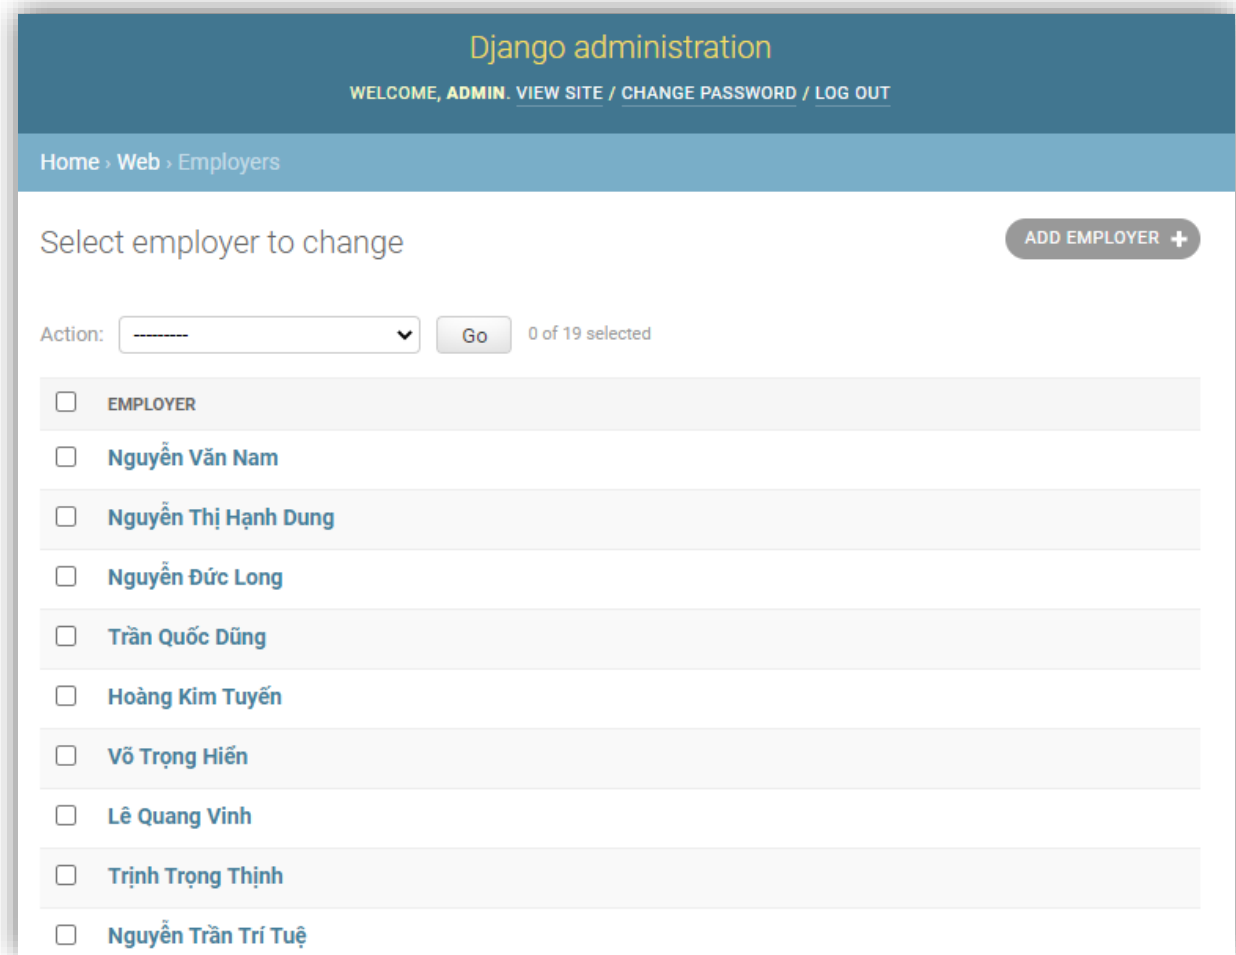 Django administration
WELCOME, ADMIN. VIEW SITE / CHANGE PASSWORD / LOG OUT
Home › Web › Employers
Select employer to change
ADD EMPLOYER +
Action: --------- Go 0 of 19 selected
EMPLOYER
Nguyễn Văn Nam
Nguyễn Thị Hạnh Dung
Nguyễn Đức Long
Trần Quốc Dũng
Hoàng Kim Tuyến
Võ Trọng Hiển
Lê Quang Vinh
Trịnh Trọng Thịnh
Nguyễn Trần Trí Tuệ